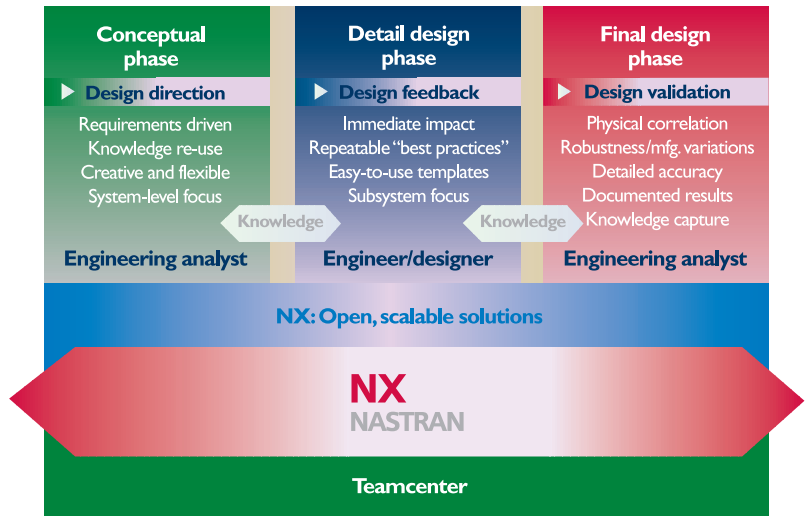 Conceptual
phase
Design direction
Requirements driven
Knowledge re-use
Creative and flexible
System-level focus
Engineering analyst
Knowledge
Detail design
phase
Design feedback
Immediate impact
Repeatable “best practices”
Easy-to-use templates
Subsystem focus
Engineer/designer
Knowledge
Final design
phase
Design validation
Physical correlation
Robustness/mfg. variations
Detailed accuracy
Documented results
Knowledge capture
Engineering analyst
NX: Open, scalable solutions
NX
NASTRAN
Teamcenter